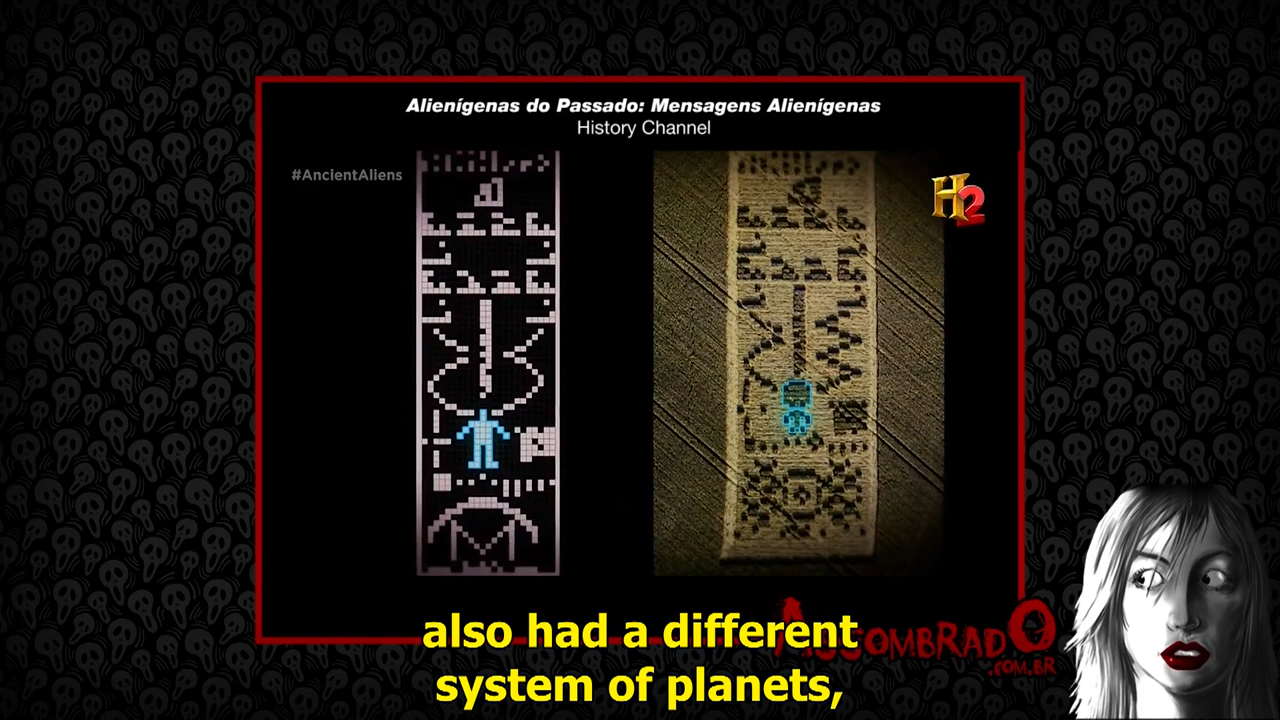 Alienígenas do Passado: Mensagens Alienígenas
History Channel
#AncientAliens
H2
also had a different
system of planets,
ASSOMBRADO
.COM.BR